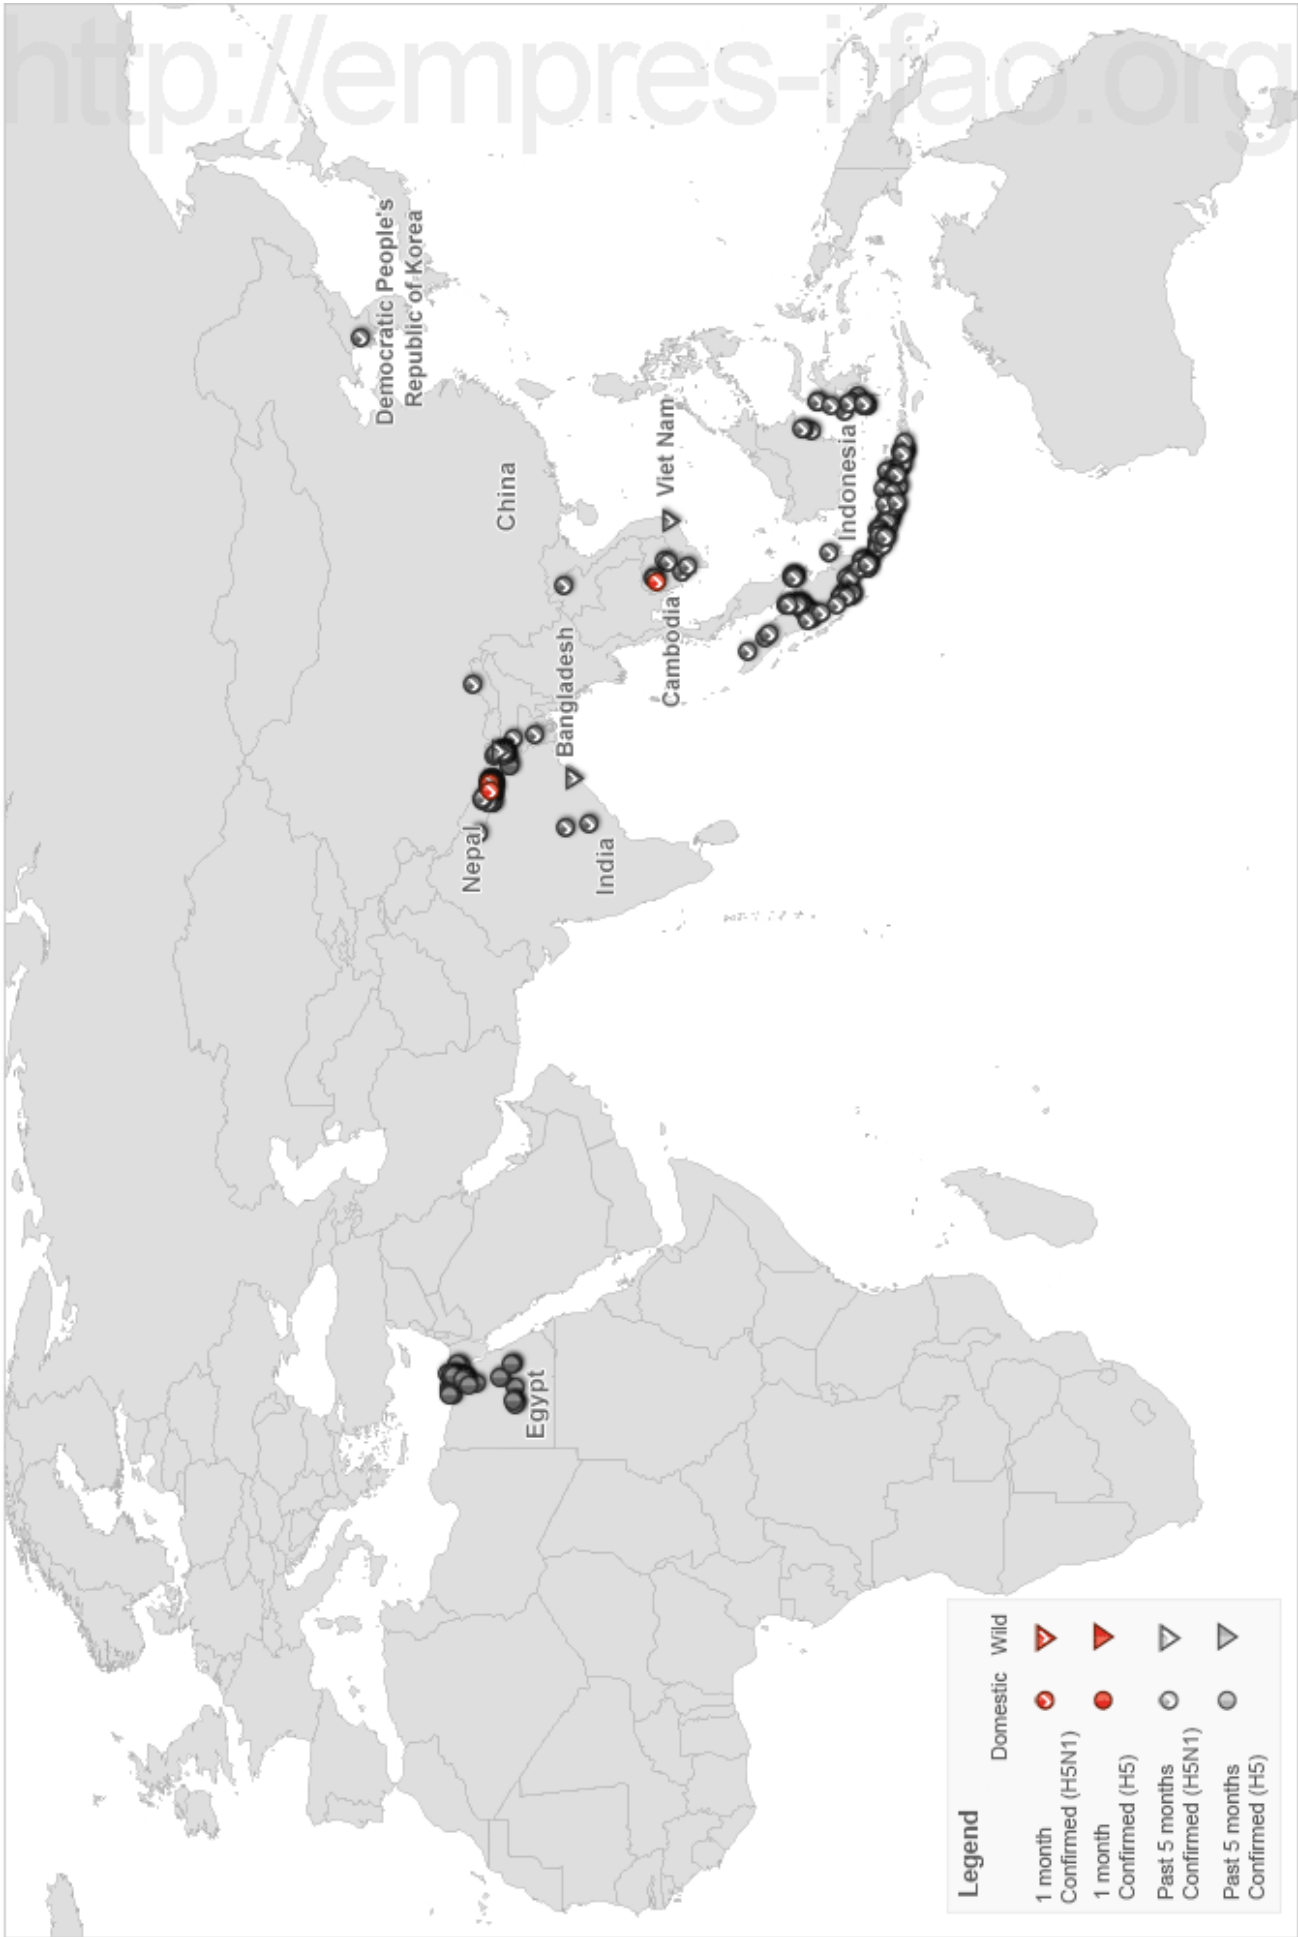 http://empres-i.fao.org
Democratic People's
Republic of Korea
China
Viet Nam
Cambodia
Bangladesh
Nepal
India
Indonesia
Egypt
Legend
Domestic Wild
1 month
Confirmed (H5N1)
1 month
Confirmed (H5)
Past 5 months
Confirmed (H5N1)
Past 5 months
Confirmed (H5)